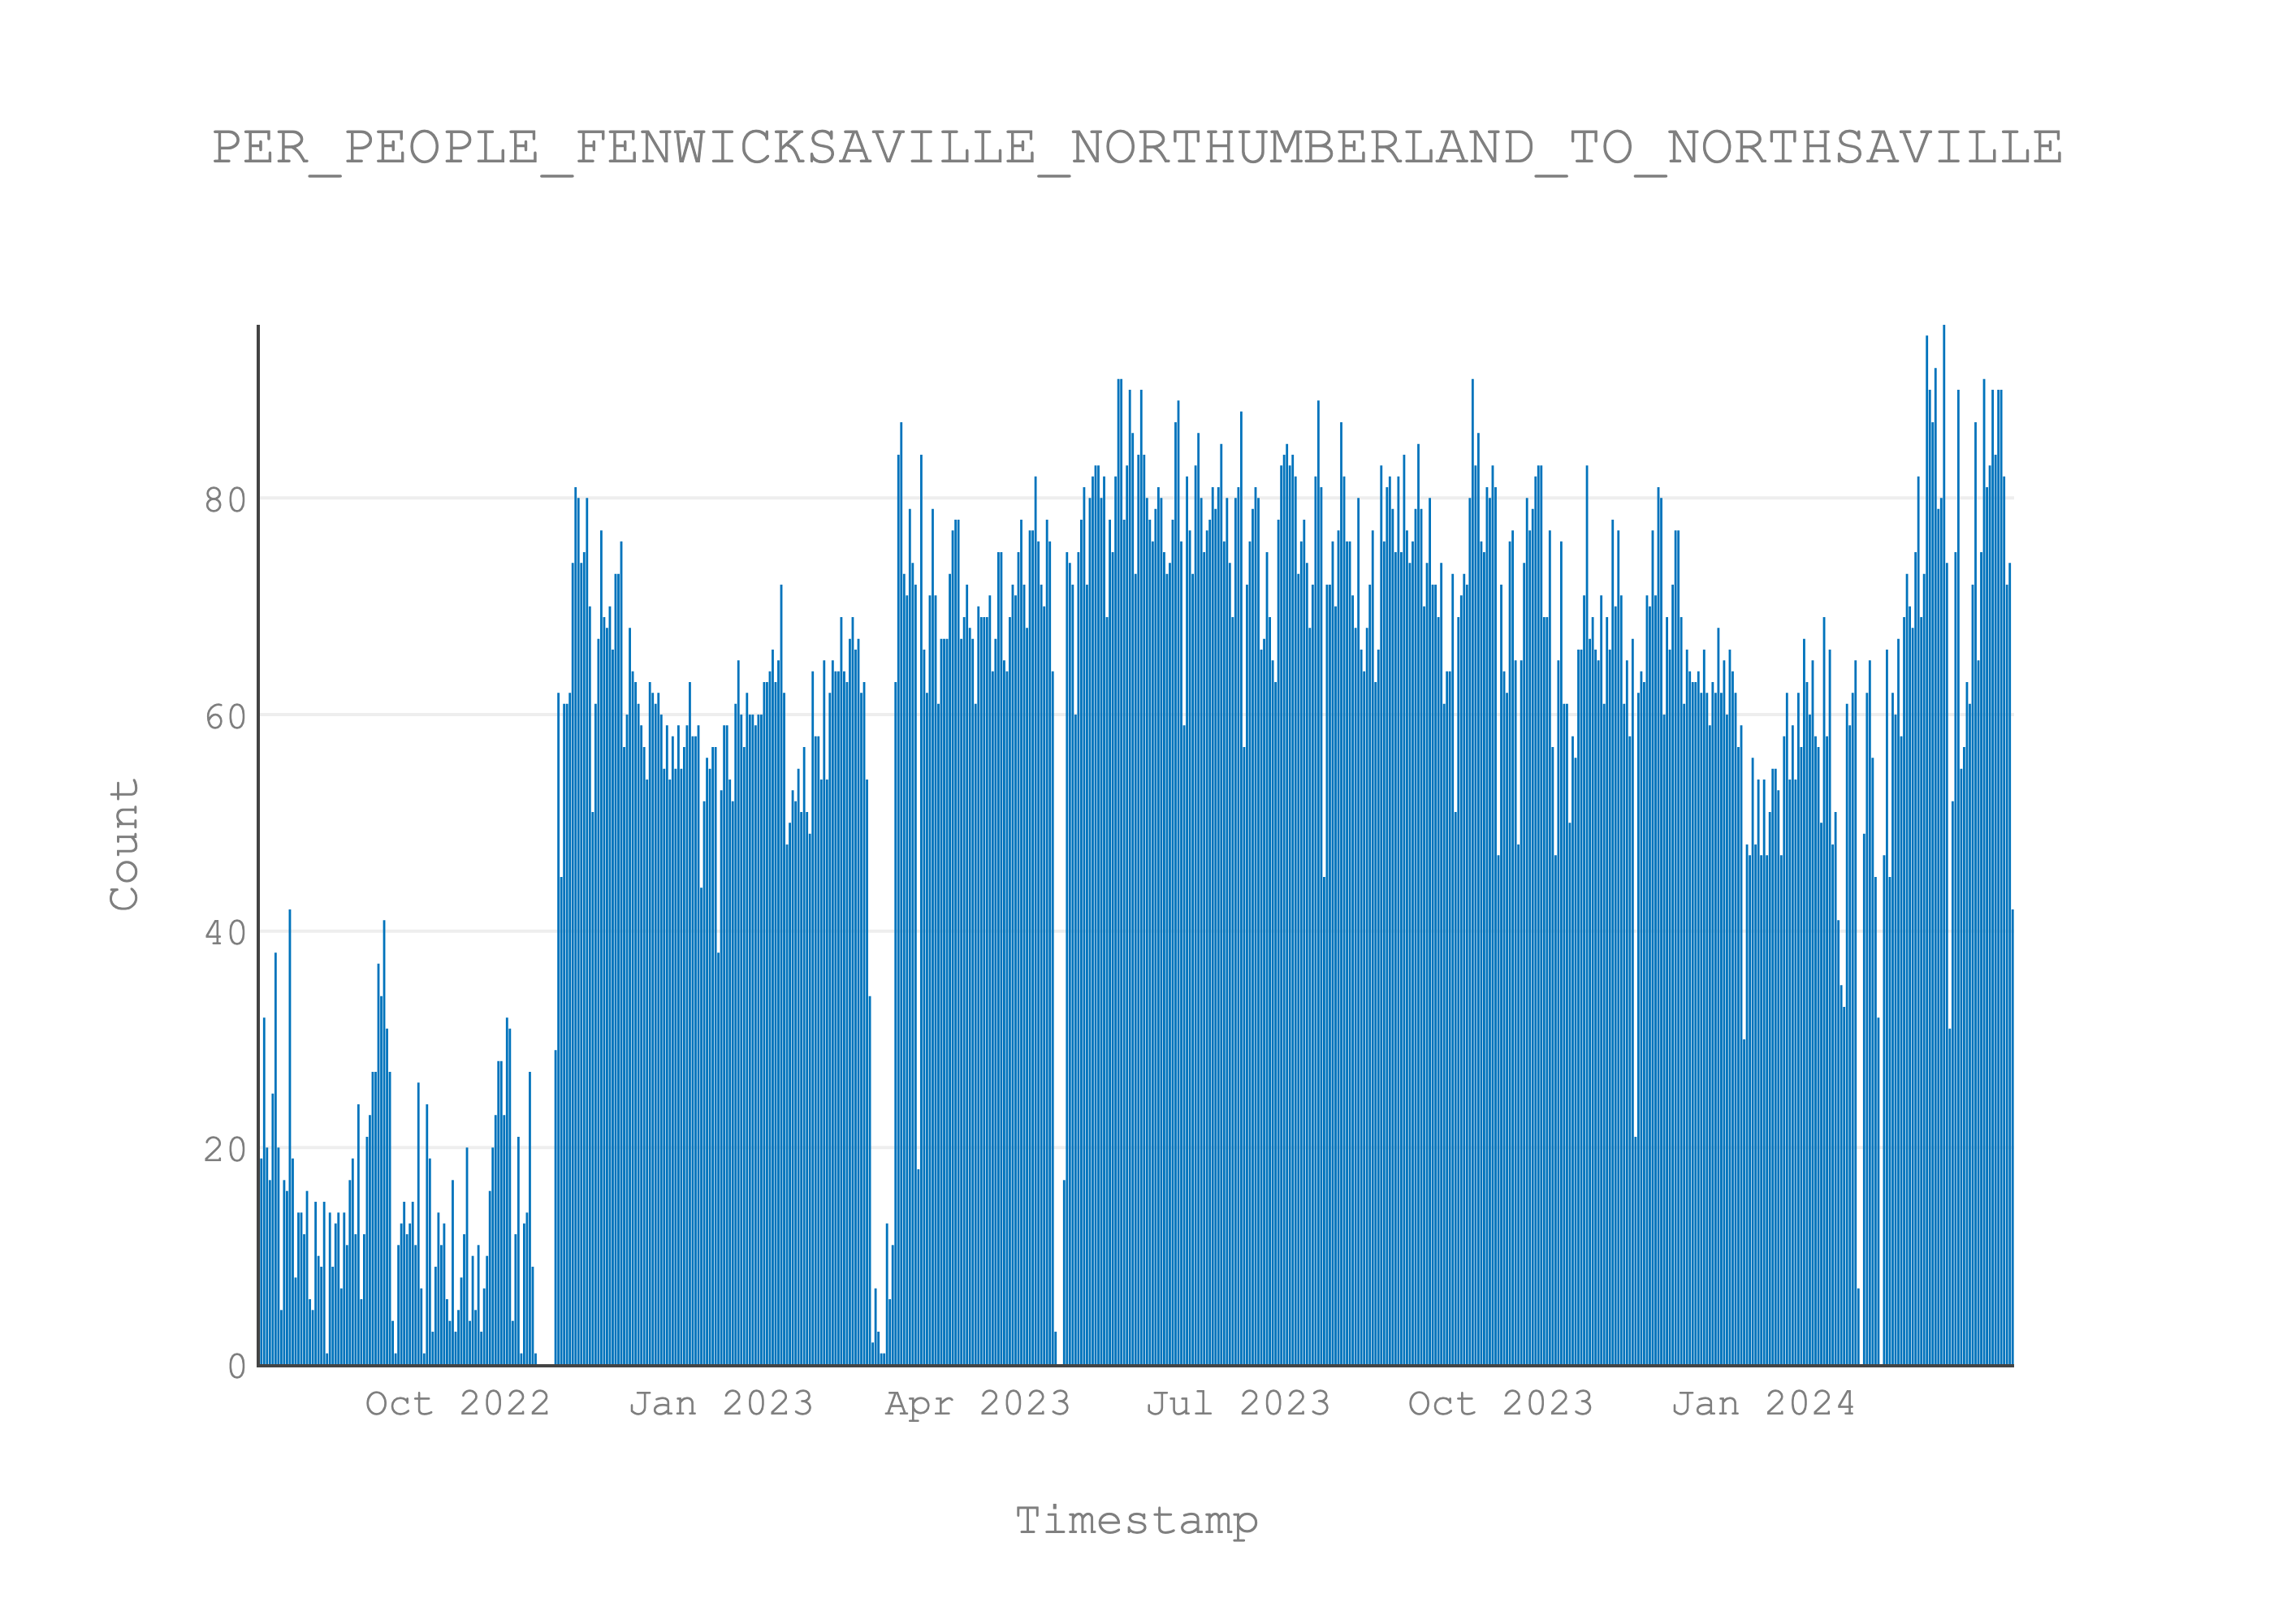 PER_PEOPLE_FENWICKSAVILLE_NORTHUMBERLAND_TO_NORTHSAVILLE
Count
80
60
40
20
0
Oct 2022 Jan 2023 Apr 2023 Jul 2023 Oct 2023 Jan 2024
Timestamp